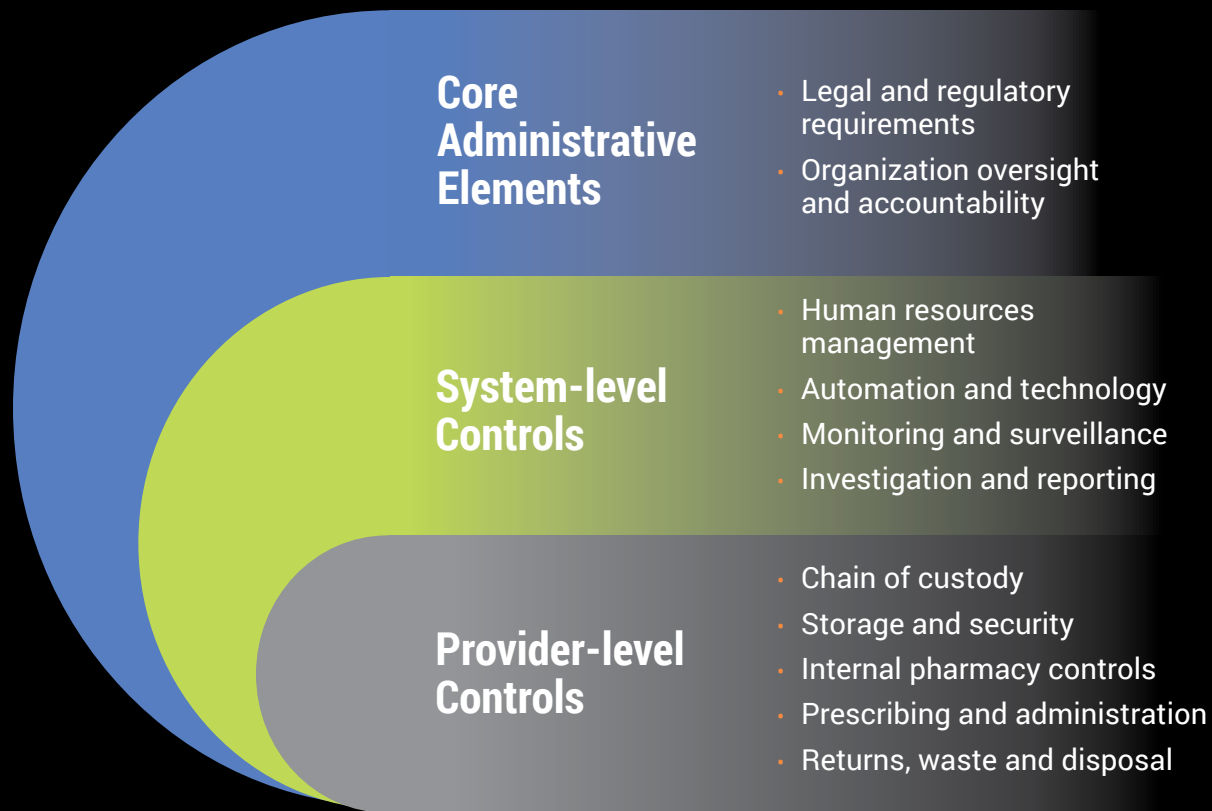 Core
Administrative
Elements
· Legal and regulatory
requirements
· Organization oversight
and accountability
System-level
Controls
· Human resources
management
· Automation and technology
· Monitoring and surveillance
· Investigation and reporting
Provider-level
Controls
· Chain of custody
· Storage and security
· Internal pharmacy controls
· Prescribing and administration
· Returns, waste and disposal